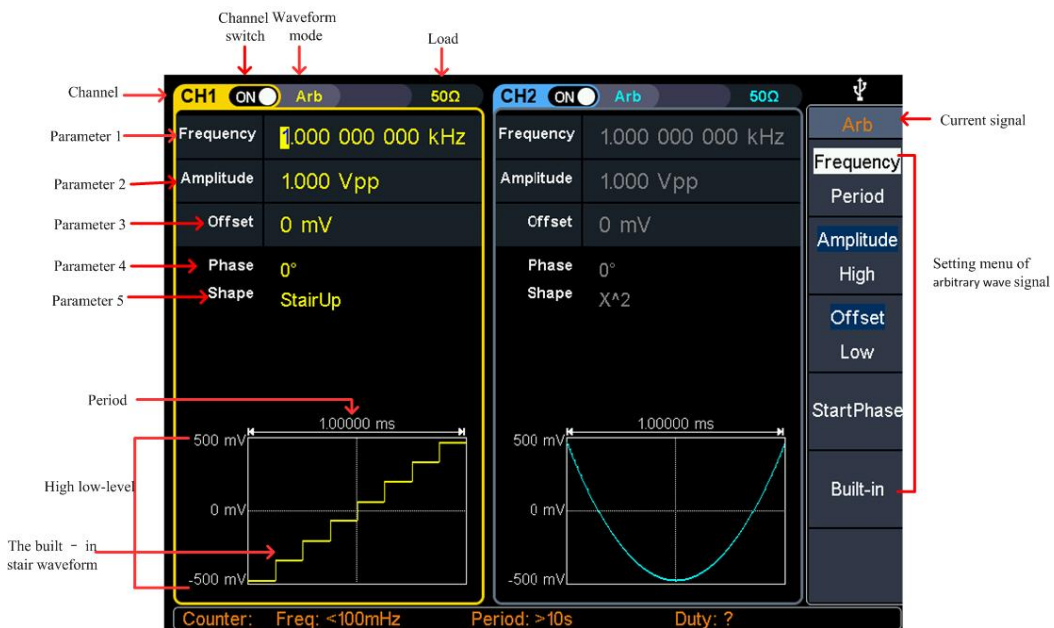 Channel Waveform
switch mode
Load
Channel
CH1 ON Arb 50Ω
CH2 ON Arb 50Ω
Arb
Current signal
Parameter 1
Frequency 1.000 000 000 kHz
Frequency 1.000 000 000 kHz
Frequency
Period
Parameter 2
Amplitude 1.000 Vpp
Amplitude 1.000 Vpp
Amplitude
High
Parameter 3
Offset 0 mV
Offset 0 mV
Offset
Low
Parameter 4
Phase 0°
Phase 0°
Parameter 5
Shape StairUp
Shape X^2
Setting menu of
arbitrary wave signal
StartPhase
Built-in
Period
1.00000 ms
1.00000 ms
500 mV
500 mV
High low-level
0 mV
0 mV
The built - in
stair waveform
-500 mV
-500 mV
Counter: Freq: <100mHz Period: >10s Duty: ?